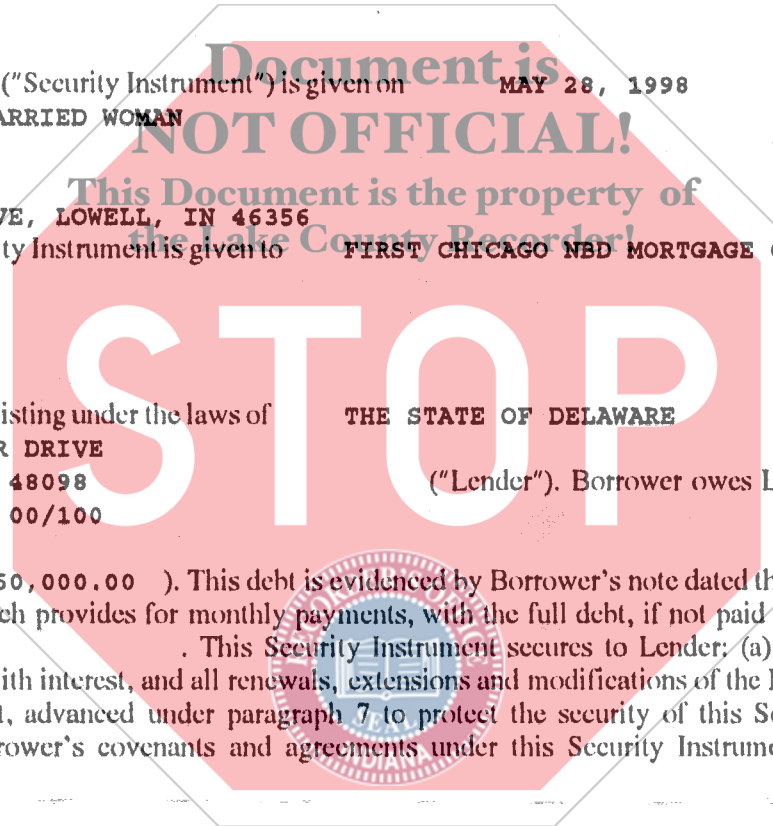 Document is
("Security Instrument") is given on MAY 28, 1998
ARRIED WOMAN
NOT OFFICIAL!
This Document is the property of
VE, LOWELL, IN 46356
the Lake County Recorder!
ty Instrument is given to FIRST CHICAGO NBD MORTGAGE
STOP
isting under the laws of THE STATE OF DELAWARE
R DRIVE
48098 ("Lender"). Borrower owes L
00/100
50,000.00 ). This debt is evidenced by Borrower's note dated th
ch provides for monthly payments, with the full debt, if not paid
. This Security Instrument secures to Lender: (a)
ith interest, and all renewals, extensions and modifications of the
t, advanced under paragraph 7 to protect the security of this Se
rower's covenants and agreements under this Security Instrume
SEAL
INDIANA